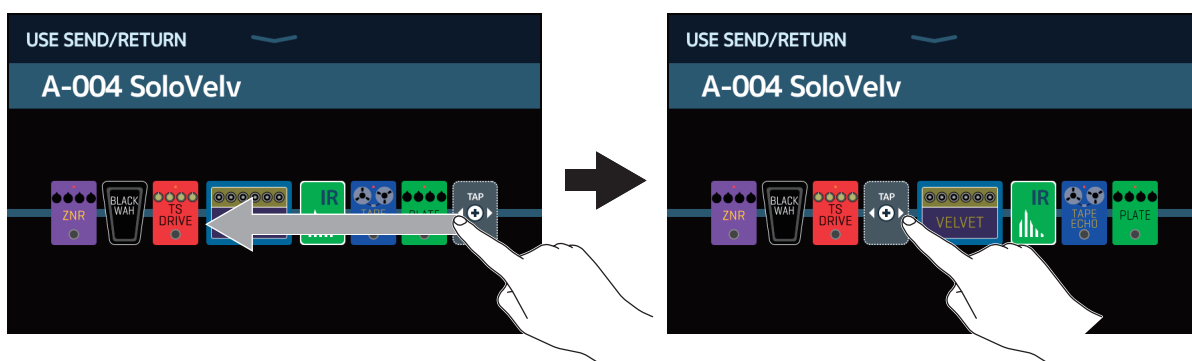 USE SEND/RETURN
A-004 SoloVelv
ZNR
BLACK
WAH
TS
DRIVE
IR
TAPE
PLATE
TAP
USE SEND/RETURN
A-004 SoloVelv
ZNR
BLACK
WAH
TS
DRIVE
TAP
VELVET
IR
TAPE
ECHO
PLATE